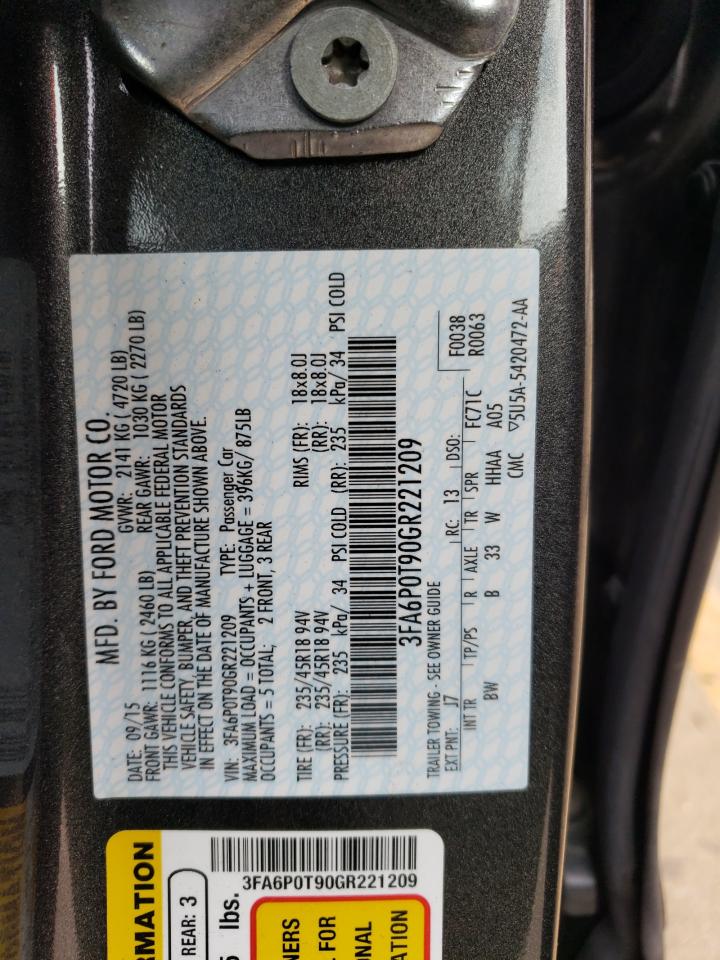 MFD. BY FORD MOTOR CO.
DATE: 09/15 GVWR: 2141 KG ( 4720 LB)
FRONT GAWR: 1116 KG ( 2460 LB) REAR GAWR: 1030 KG ( 2270 LB)
THIS VEHICLE CONFORMS TO ALL APPLICABLE FEDERAL MOTOR
VEHICLE SAFETY, BUMPER, AND THEFT PREVENTION STANDARDS
IN EFFECT ON THE DATE OF MANUFACTURE SHOWN ABOVE.
VIN: 3FA6P0T90GR221209 TYPE: Passenger Car
MAXIMUM LOAD = OCCUPANTS + LUGGAGE = 396KG/ 875LB
OCCUPANTS = 5 TOTAL; 2 FRONT, 3 REAR
TIRE (FR): 235/45R18 94V RIMS (FR): 18x8.0J
(RR): 235/45R18 94V (RR): 18x8.0J
PRESSURE (FR): 235 kPa/ 34 PSI COLD (RR): 235 kPa/ 34 PSI COLD
3FA6P0T90GR221209
TRAILER TOWING - SEE OWNER GUIDE
F0038
EXT PNT: J7 RC: 13 DSO: FC71C R0063
INT TR TP/PS R AXLE TR SPR
BW B 33 W HHAA A05
CMC ▽5U5A-5420472-AA
RMATION
REAR: 3
lbs.
3FA6P0T90GR221209
NERS
L FOR
ONAL
ATION